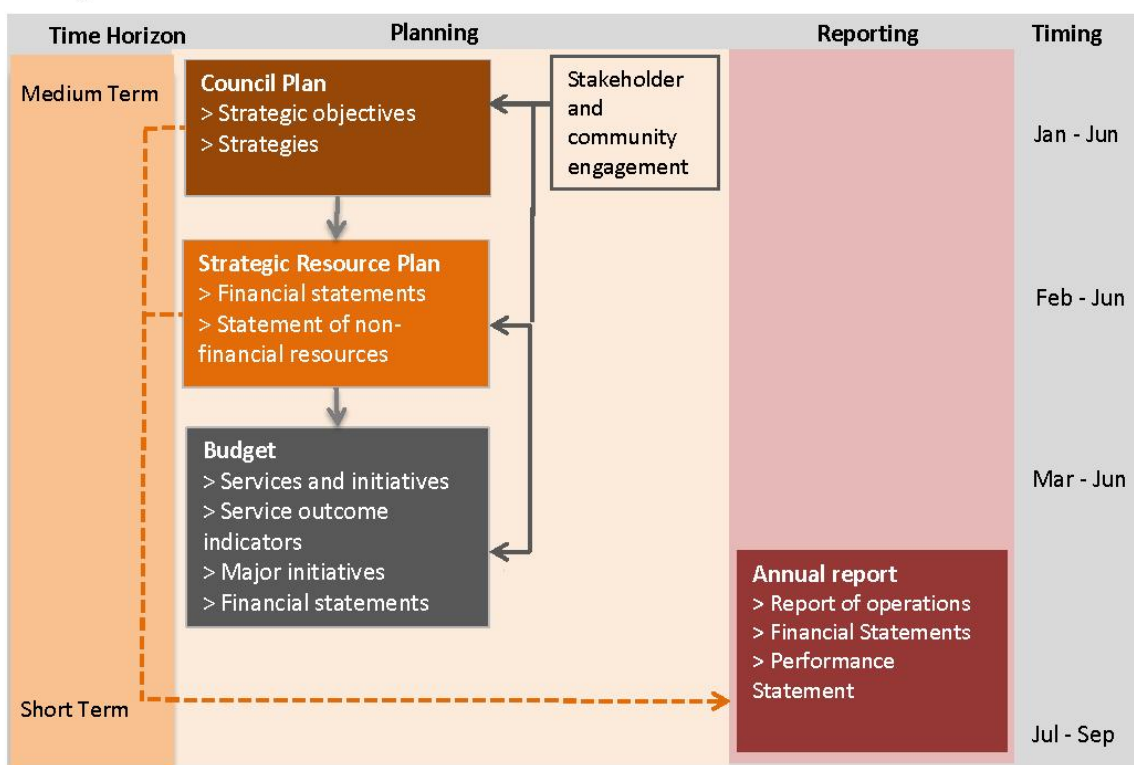 Time Horizon
Planning
Reporting
Timing
Medium Term
Council Plan
> Strategic objectives
> Strategies
Stakeholder
and
community
engagement
Jan - Jun
Strategic Resource Plan
> Financial statements
> Statement of non-
financial resources
Feb - Jun
Budget
> Services and initiatives
> Service outcome
indicators
> Major initiatives
> Financial statements
Mar - Jun
Annual report
> Report of operations
> Financial Statements
> Performance
Statement
Short Term
Jul - Sep